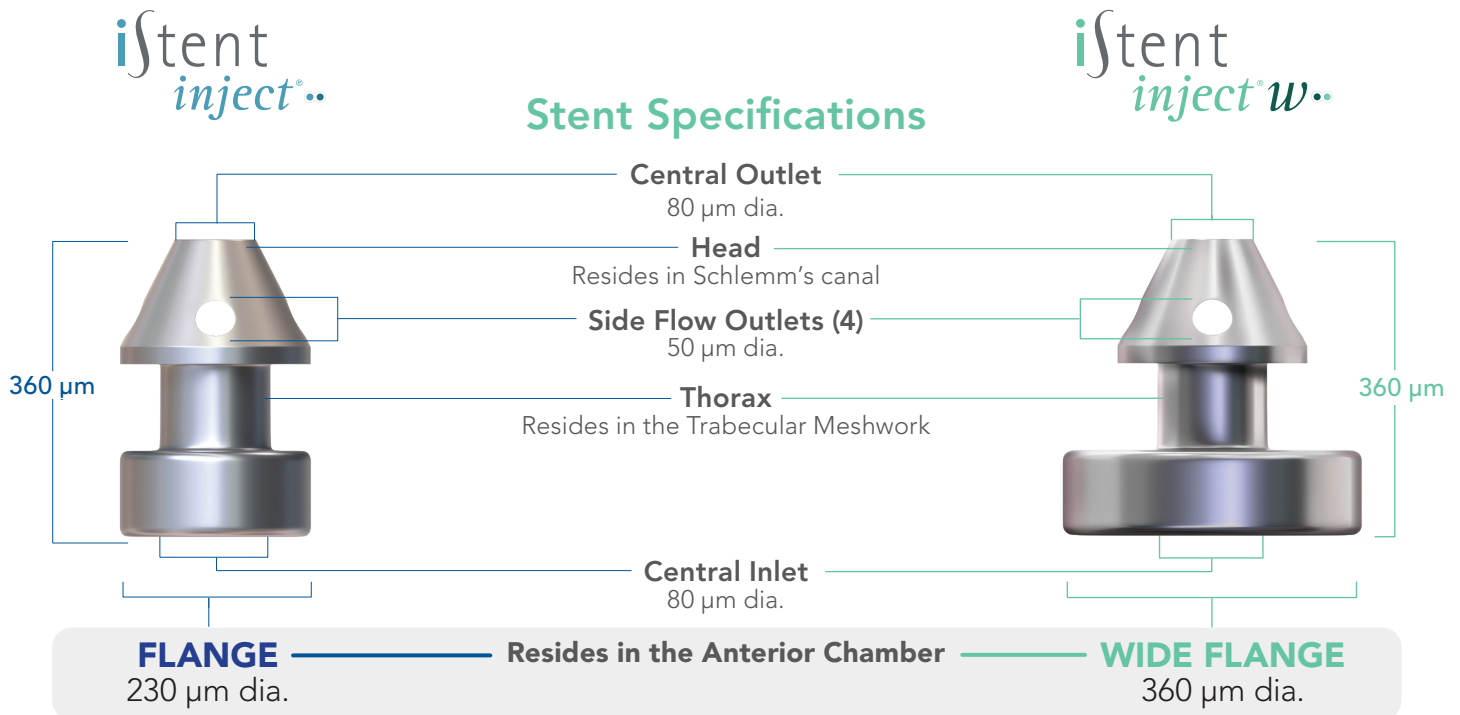 iStent
inject®
iStent
inject® W
Stent Specifications
Central Outlet
80 µm dia.
Head
Resides in Schlemm’s canal
Side Flow Outlets (4)
50 µm dia.
360 µm
360 µm
Thorax
Resides in the Trabecular Meshwork
Central Inlet
80 µm dia.
FLANGE
230 µm dia.
Resides in the Anterior Chamber
WIDE FLANGE
360 µm dia.